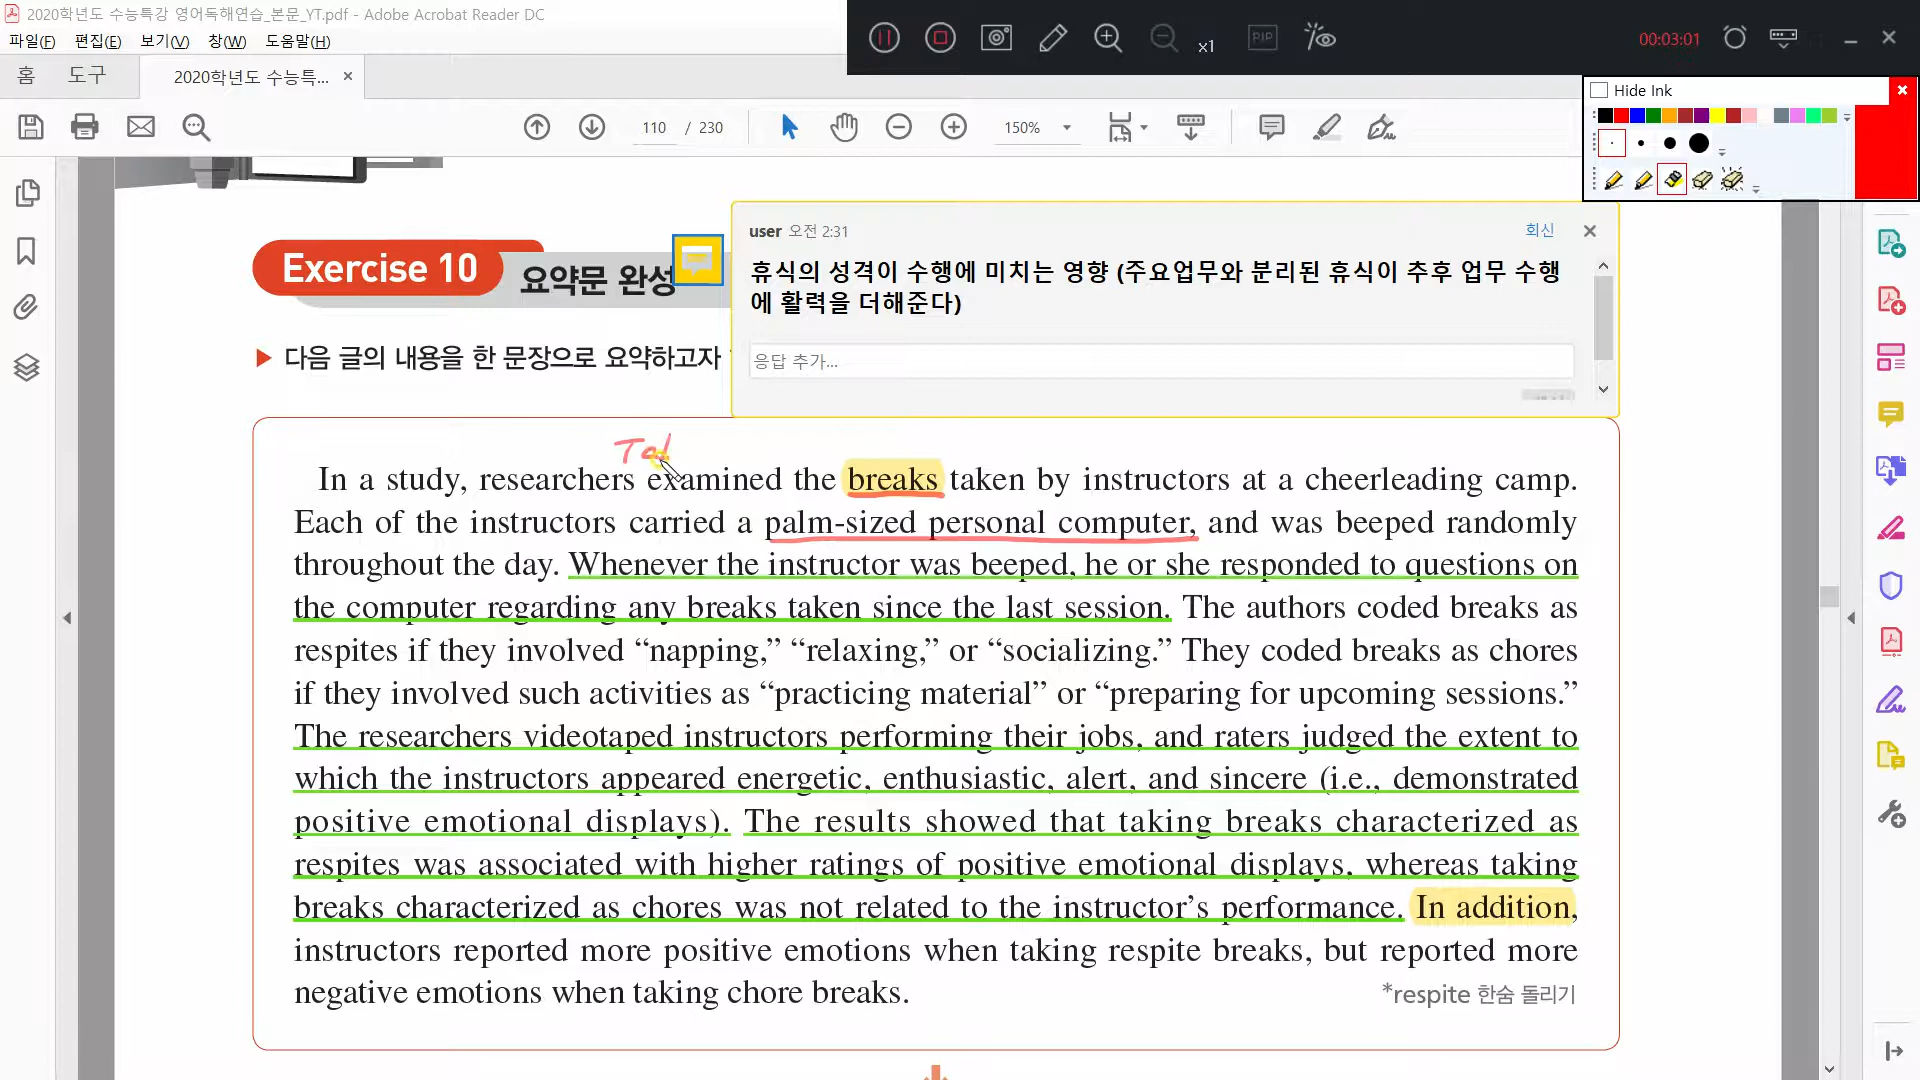 2020학년도 수능특강 영어독해연습_본문_YT.pdf - Adobe Acrobat Reader DC
파일(F) 편집(E) 보기(V) 창(W) 도움말(H)
x1
PIP
00:03:01
홈 도구 2020학년도 수능특...
Hide Ink
110 / 230
150%
Exercise 10 요약문 완성
user 오전 2:31 회신
휴식의 성격이 수행에 미치는 영향 (주요업무와 분리된 휴식이 추후 업무 수행
에 활력을 더해준다)
응답 추가...
다음 글의 내용을 한 문장으로 요약하고자
In a study, researchers examined the breaks taken by instructors at a cheerleading camp.
Each of the instructors carried a palm-sized personal computer, and was beeped randomly
throughout the day. Whenever the instructor was beeped, he or she responded to questions on
the computer regarding any breaks taken since the last session. The authors coded breaks as
respites if they involved “napping,” “relaxing,” or “socializing.” They coded breaks as chores
if they involved such activities as “practicing material” or “preparing for upcoming sessions.”
The researchers videotaped instructors performing their jobs, and raters judged the extent to
which the instructors appeared energetic, enthusiastic, alert, and sincere (i.e., demonstrated
positive emotional displays). The results showed that taking breaks characterized as
respites was associated with higher ratings of positive emotional displays, whereas taking
breaks characterized as chores was not related to the instructor’s performance. In addition,
instructors reported more positive emotions when taking respite breaks, but reported more
negative emotions when taking chore breaks.
*respite 한숨 돌리기